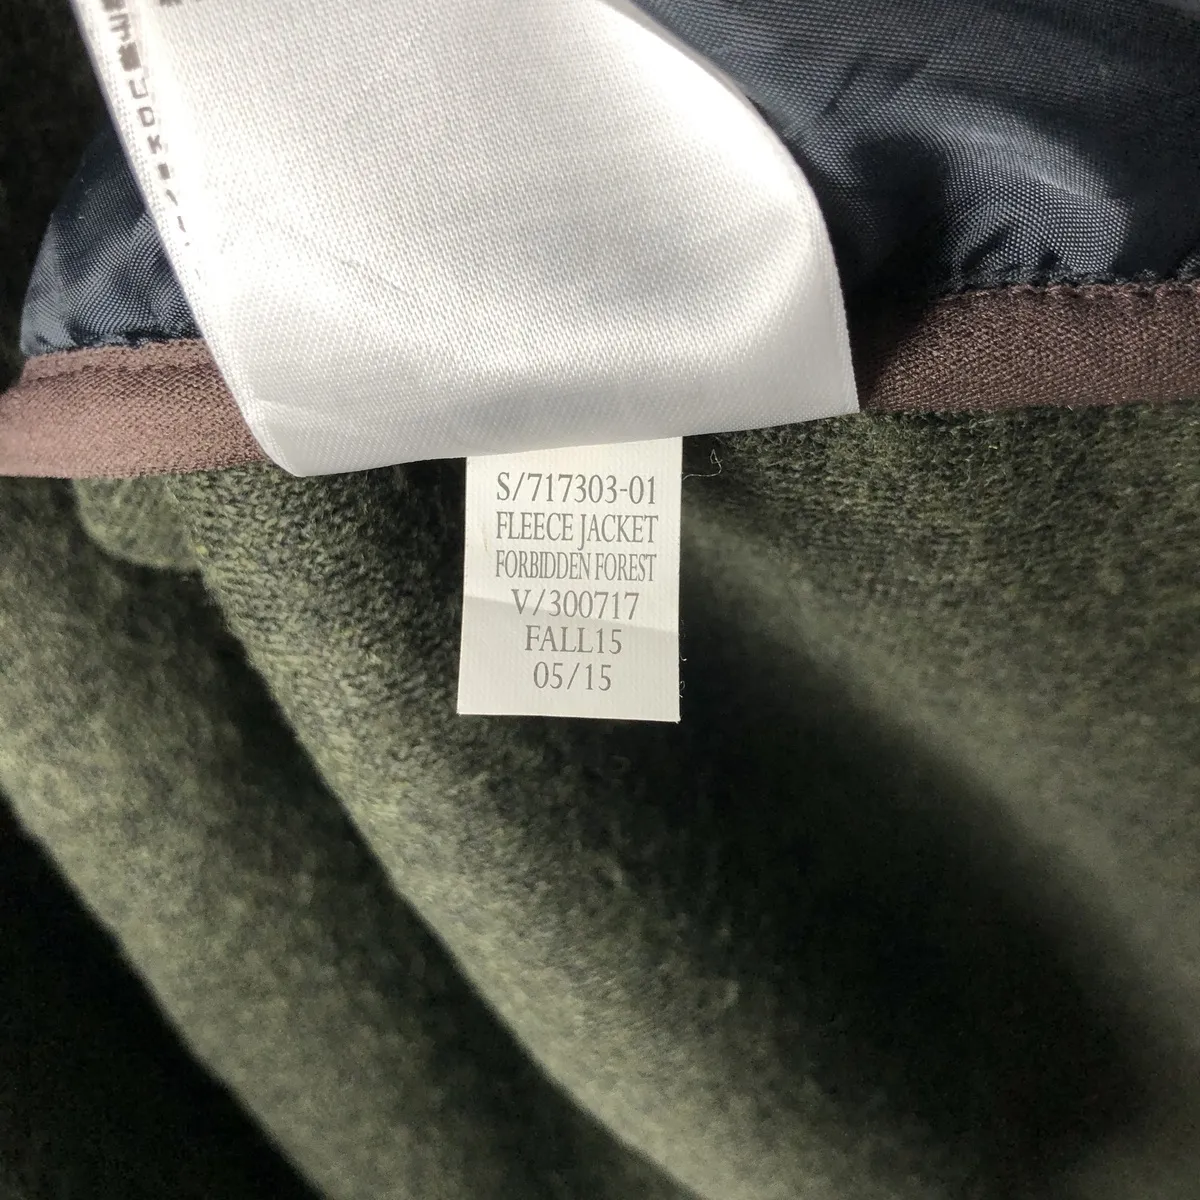 S/717303-01
FLEECE JACKET
FORBIDDEN FOREST
V/300717
FALL15
05/15